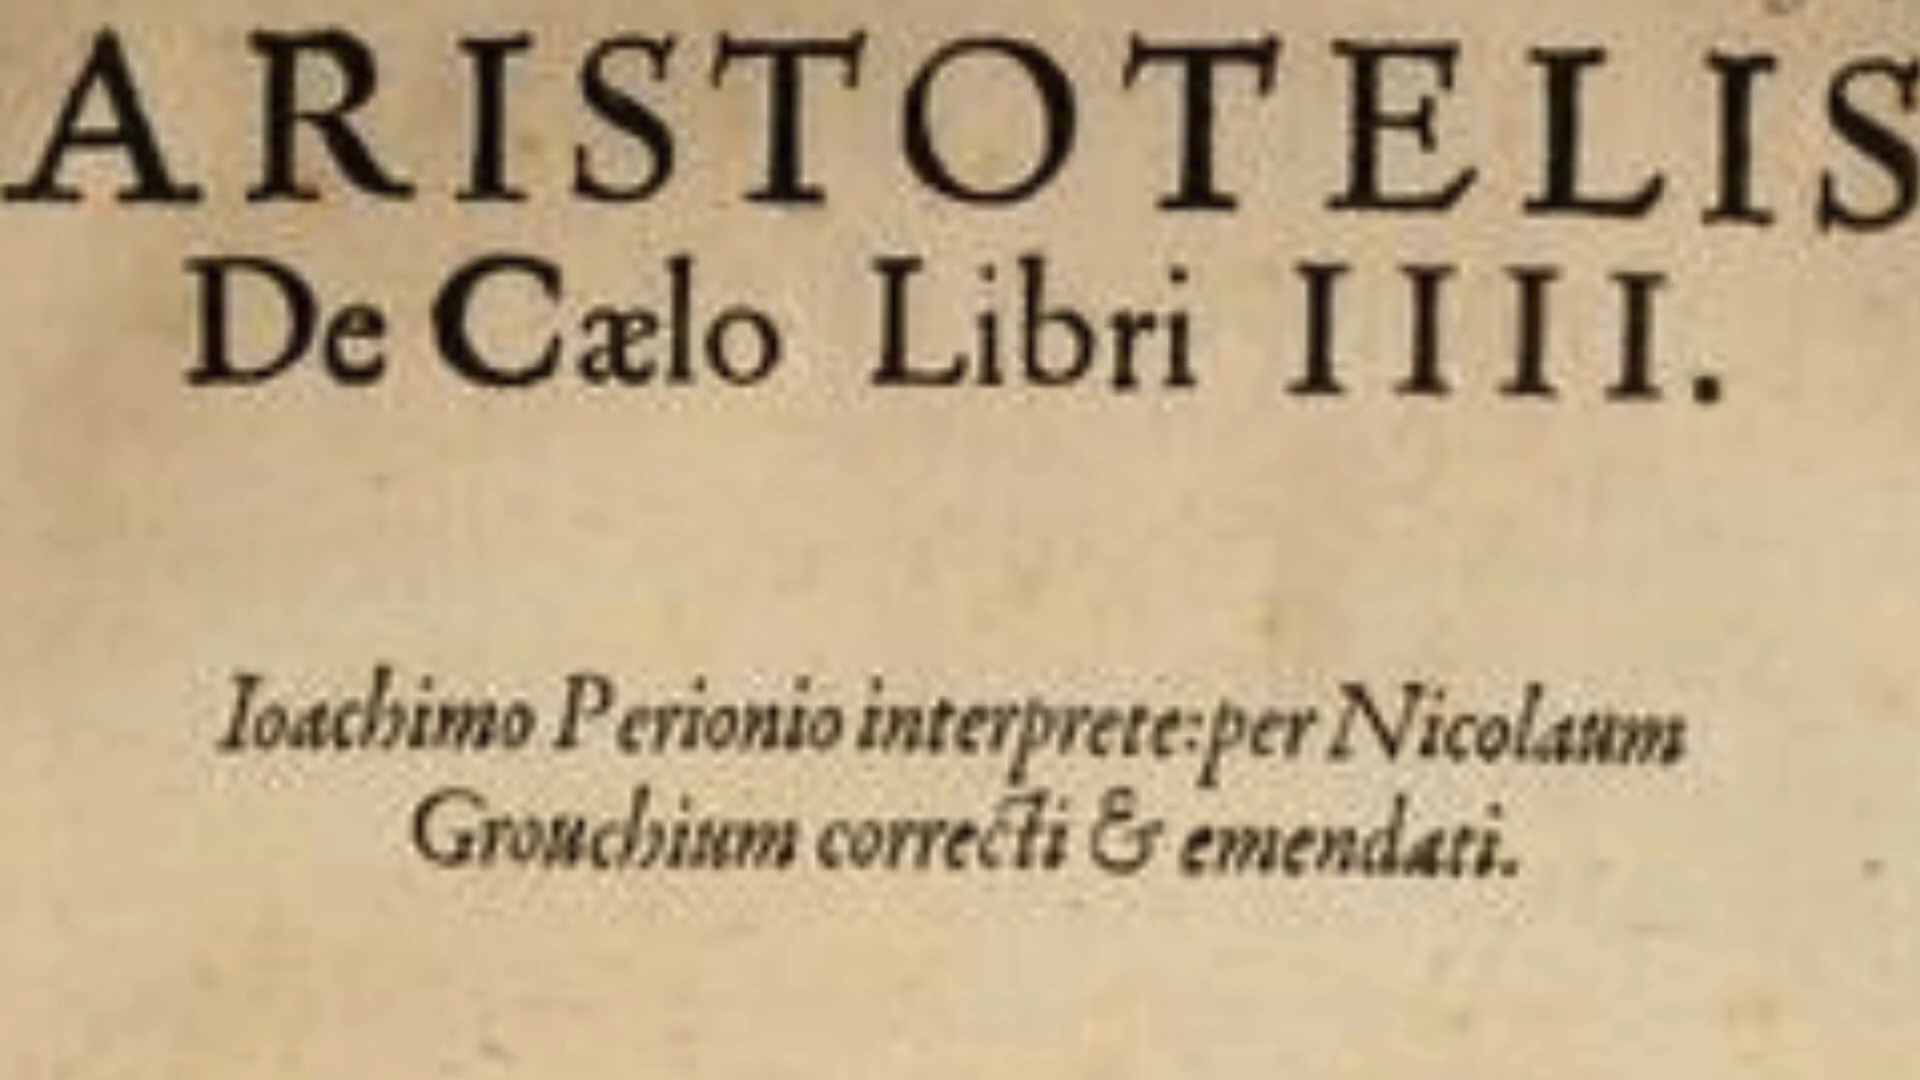 ARISTOTELIS
De Cælo Libri IIII.
Ioachimo Perionio interprete: per Nicolaum
Grouchium correcti & emendati.